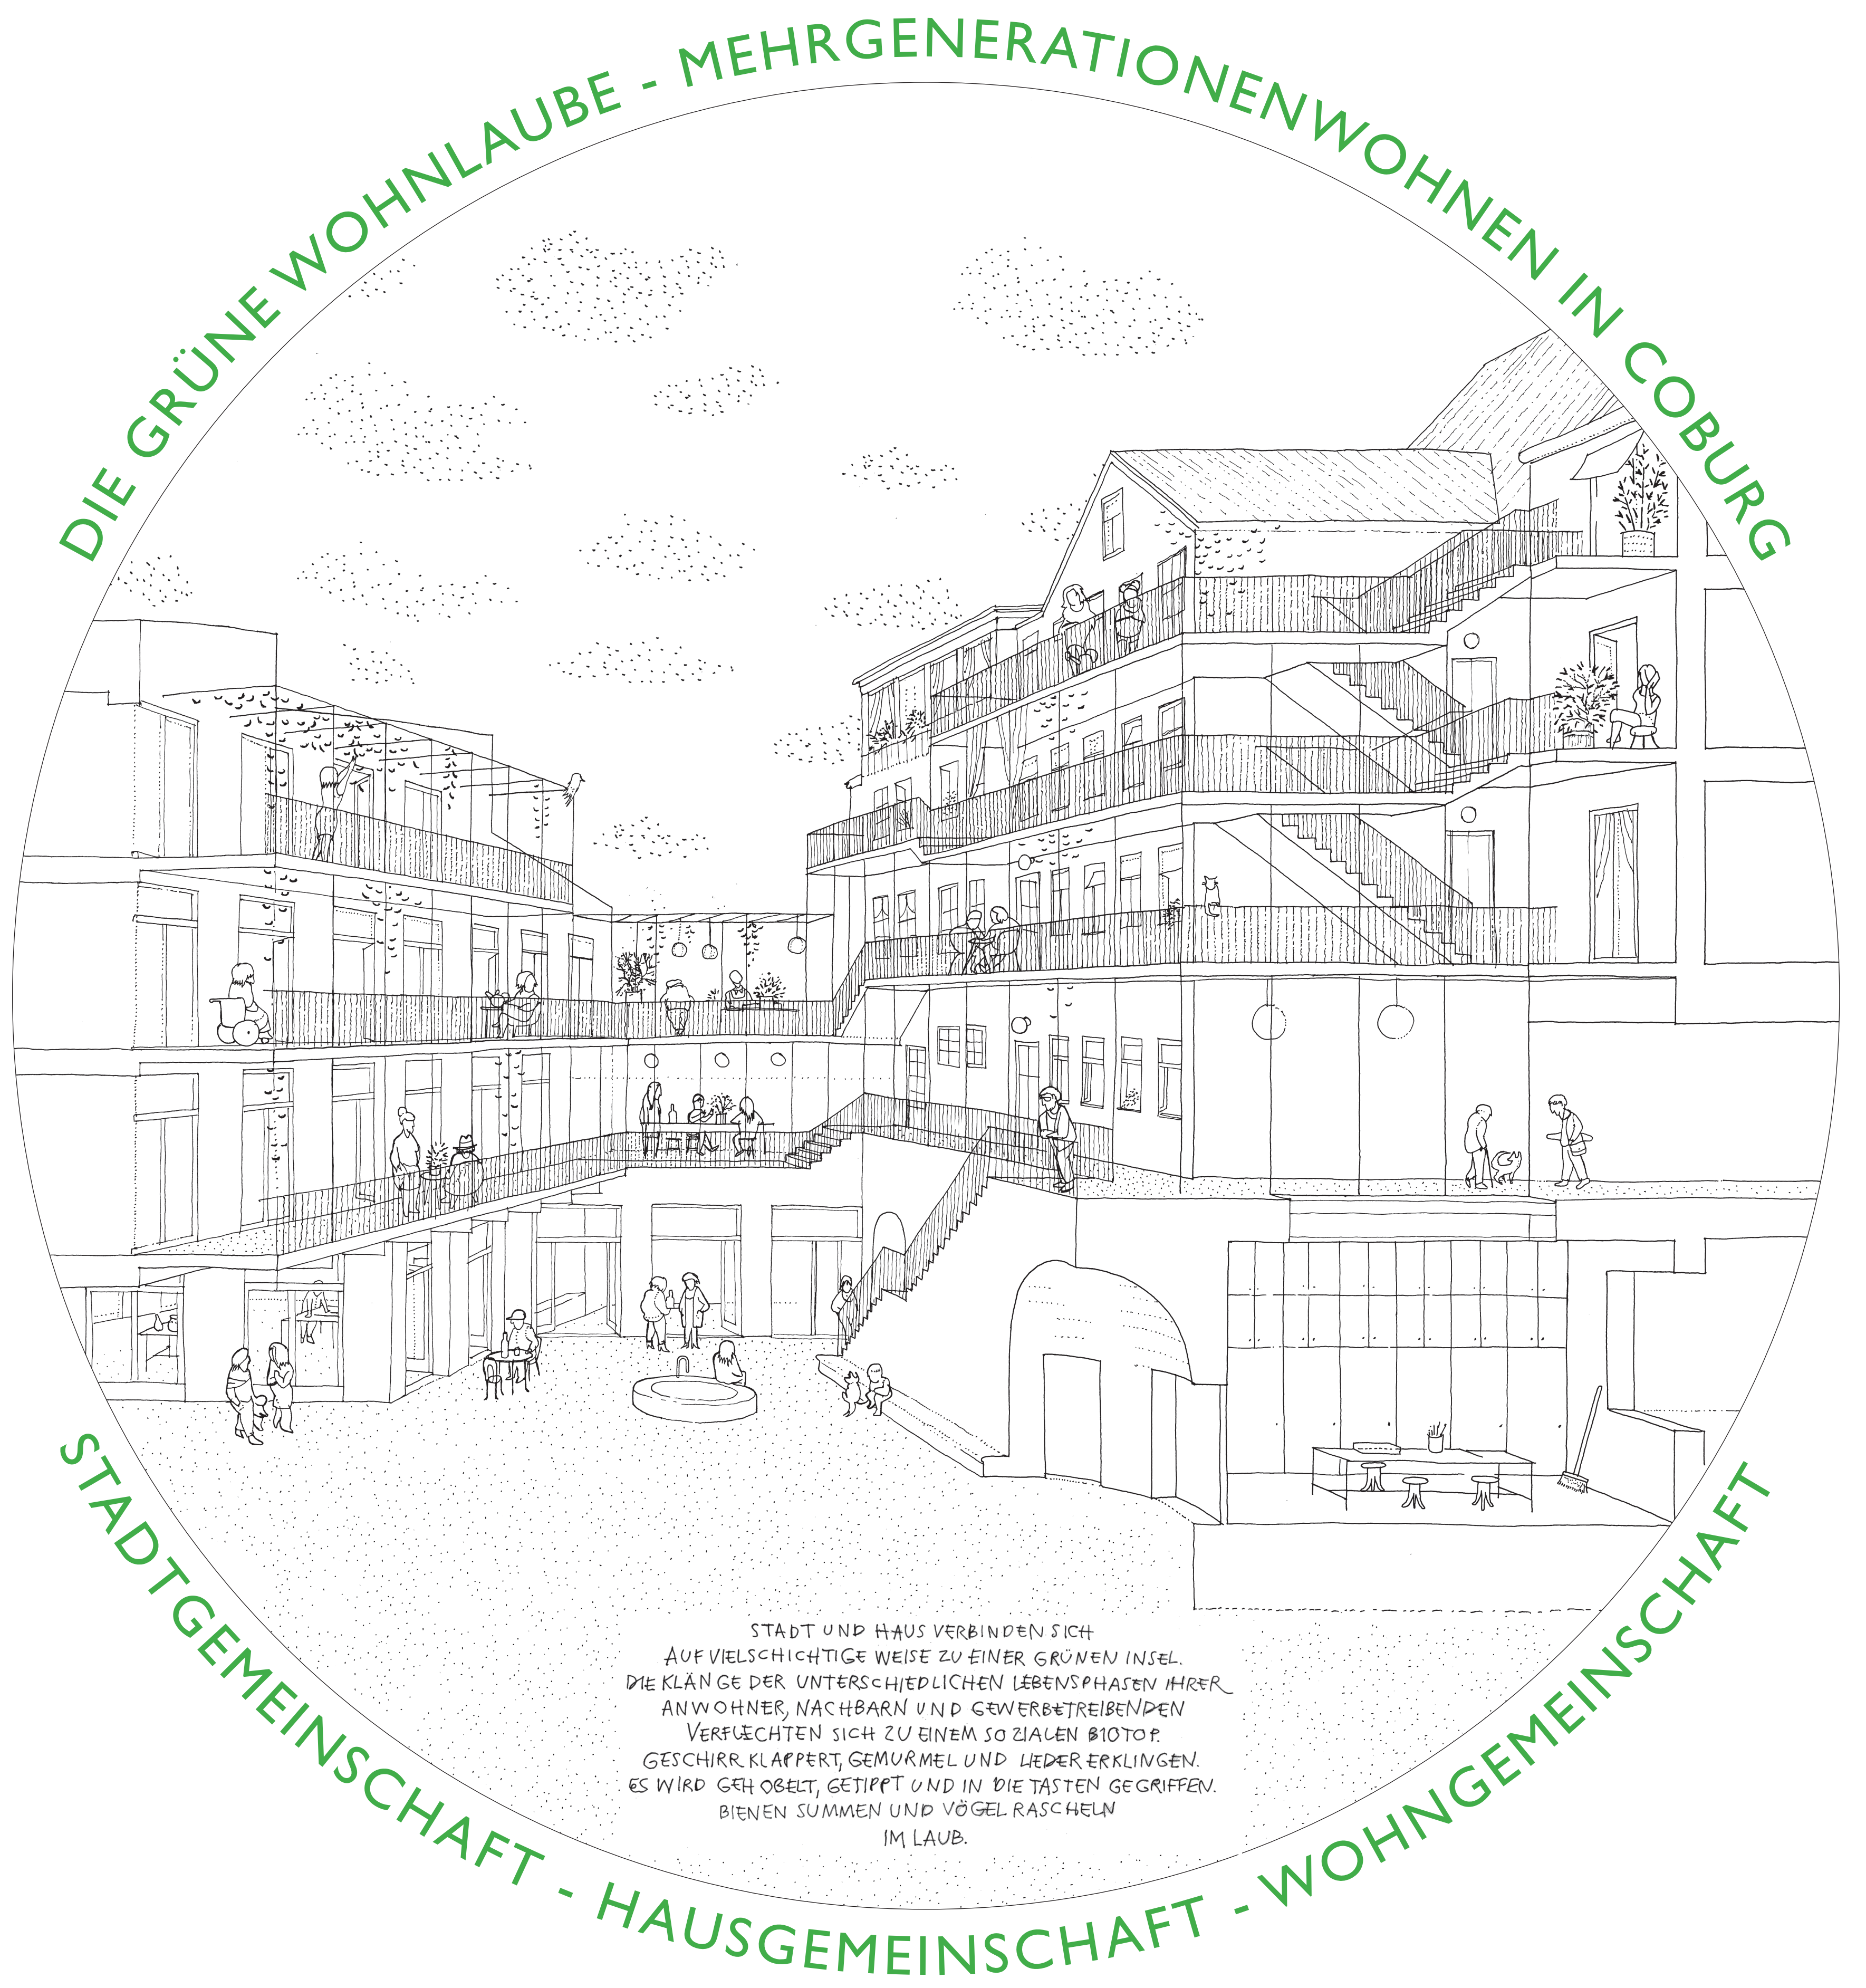 DIE GRÜNE WOHNLAUBE - MEHRGENERATIONENWOHNEN IN COBURG
STADT UND HAUS VERBINDEN SICH
AUF VIELSCHICHTIGE WEISE ZU EINER GRÜNEN INSEL.
DIE KLÄNGE DER UNTERSCHIEDLICHEN LEBENSPHASEN IHRER
ANWOHNER, NACHBARN UND GEWERBETREIBENDEN
VERFLECHTEN SICH ZU EINEM SOZIALEN BIOTOP.
GESCHIRR KLAPPERT, GEMURMEL UND LIEDER ERKLINGEN.
ES WIRD GEHOBELT, GETIPPT UND IN DIE TASTEN GEGRIFFEN.
BIENEN SUMMEN UND VÖGEL RASCHELN
IM LAUB.
STADTGEMEINSCHAFT - HAUSGEMEINSCHAFT - WOHNGEMEINSCHAFT